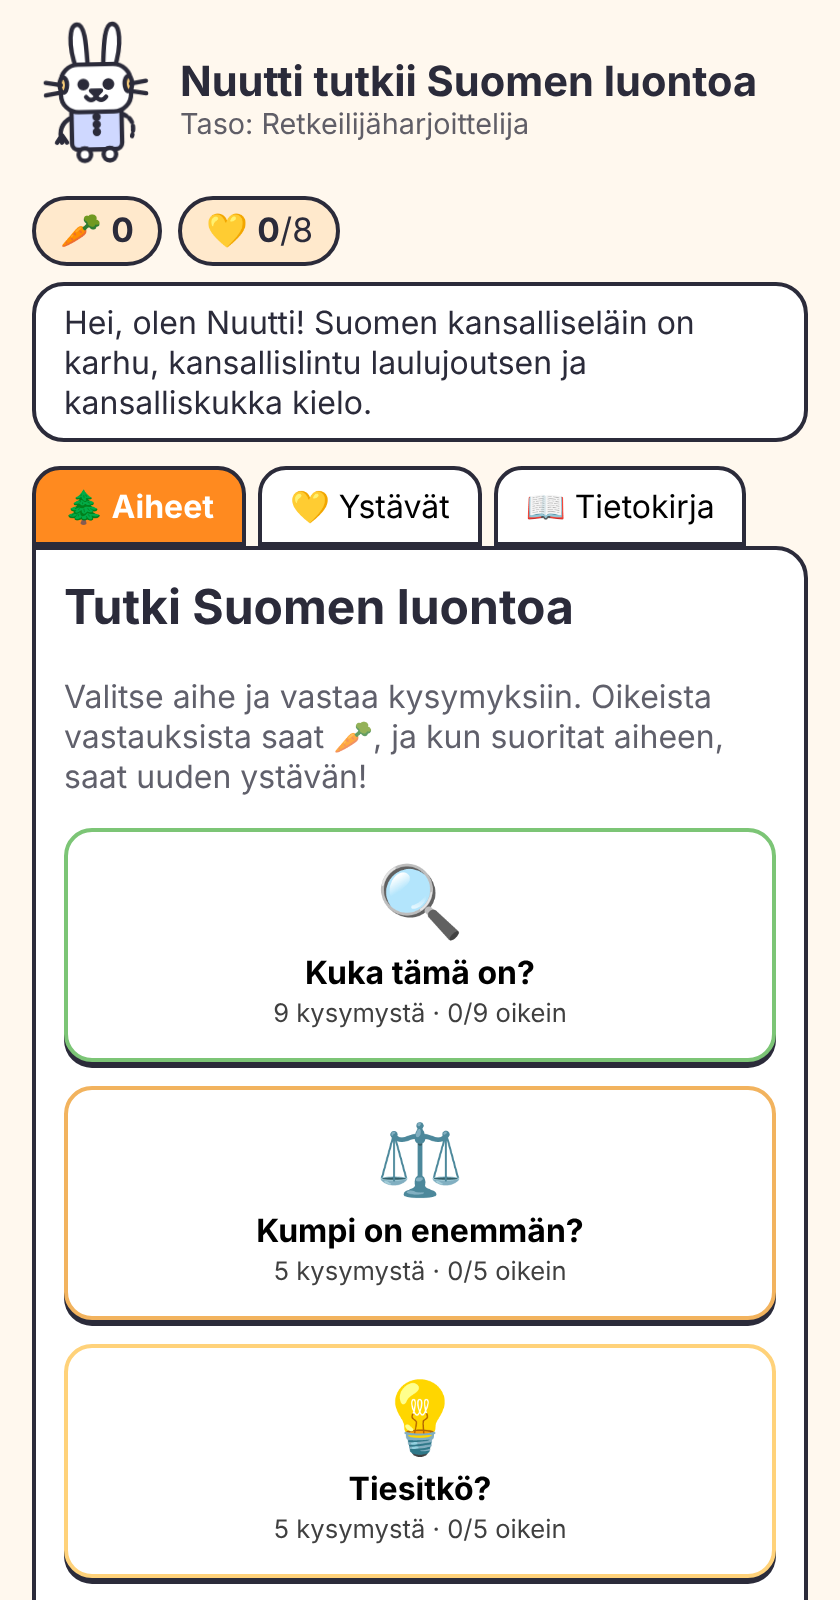 Nuutti tutkii Suomen luontoa
Taso: Retkeilijäharjoittelija
🥕 0
💛 0/8
Hei, olen Nuutti! Suomen kansalliseläin on
karhu, kansallislintu laulujoutsen ja
kansalliskukka kielo.
🌲 Aiheet
💛 Ystävät
📖 Tietokirja
Tutki Suomen luontoa
Valitse aihe ja vastaa kysymyksiin. Oikeista
vastauksista saat 🥕, ja kun suoritat aiheen,
saat uuden ystävän!
Kuka tämä on?
9 kysymystä · 0/9 oikein
Kumpi on enemmän?
5 kysymystä · 0/5 oikein
Tiesitkö?
5 kysymystä · 0/5 oikein